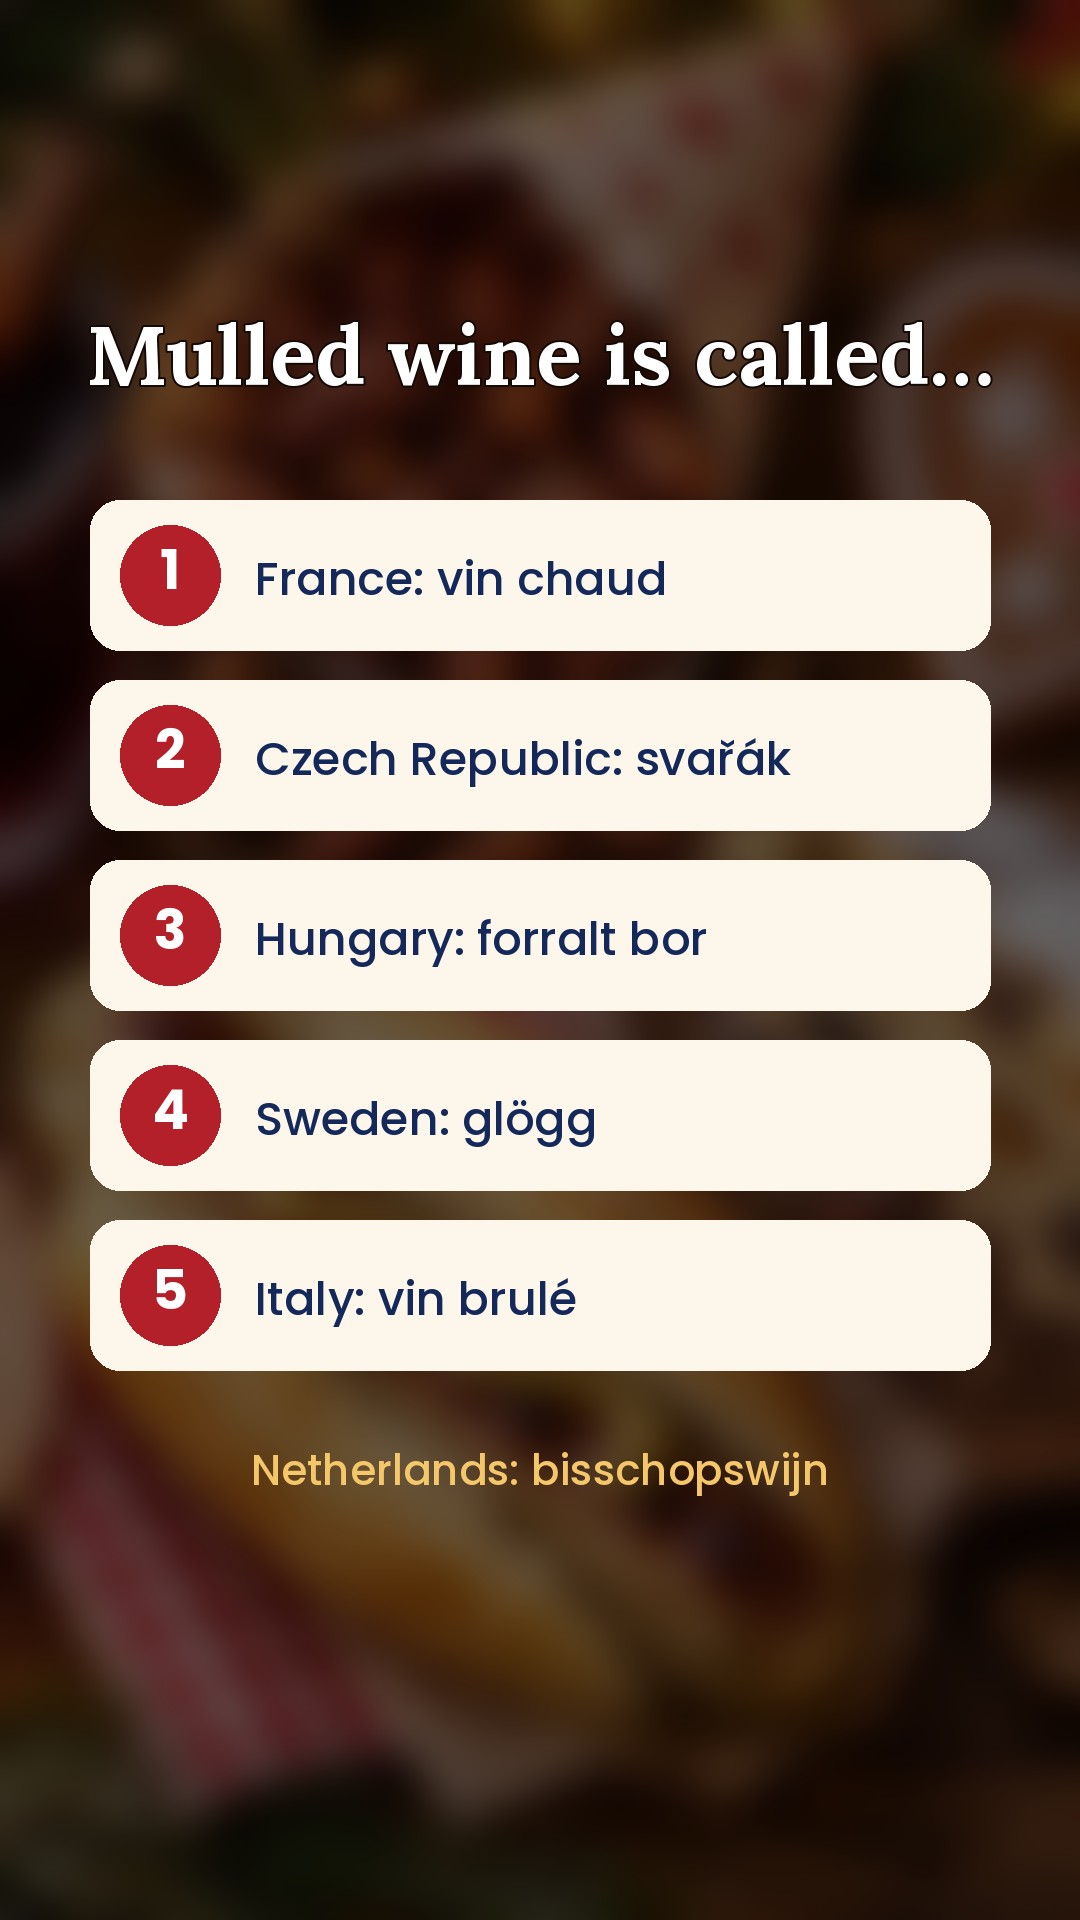 Mulled wine is called...
1 France: vin chaud
2 Czech Republic: svařák
3 Hungary: forralt bor
4 Sweden: glögg
5 Italy: vin brulé
Netherlands: bisschopswijn